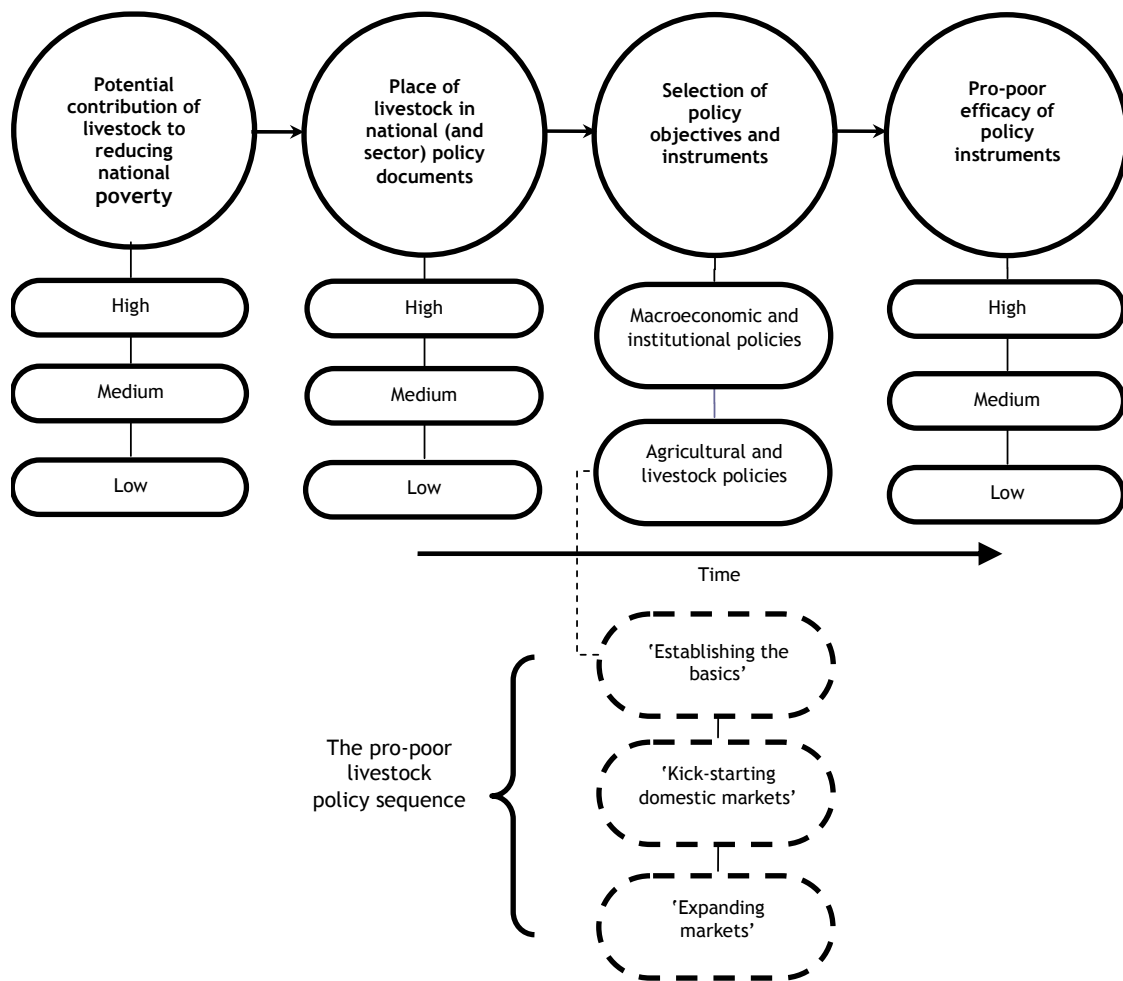 Potential
contribution of
livestock to
reducing
national
poverty
Place of
livestock in
national (and
sector) policy
documents
Selection of
policy
objectives and
instruments
Pro-poor
efficacy of
policy
instruments
High
Medium
Low
High
Medium
Low
Macroeconomic and
institutional policies
Agricultural and
livestock policies
High
Medium
Low
Time
The pro-poor
livestock
policy sequence
‘Establishing the
basics’
‘Kick-starting
domestic markets’
‘Expanding
markets’